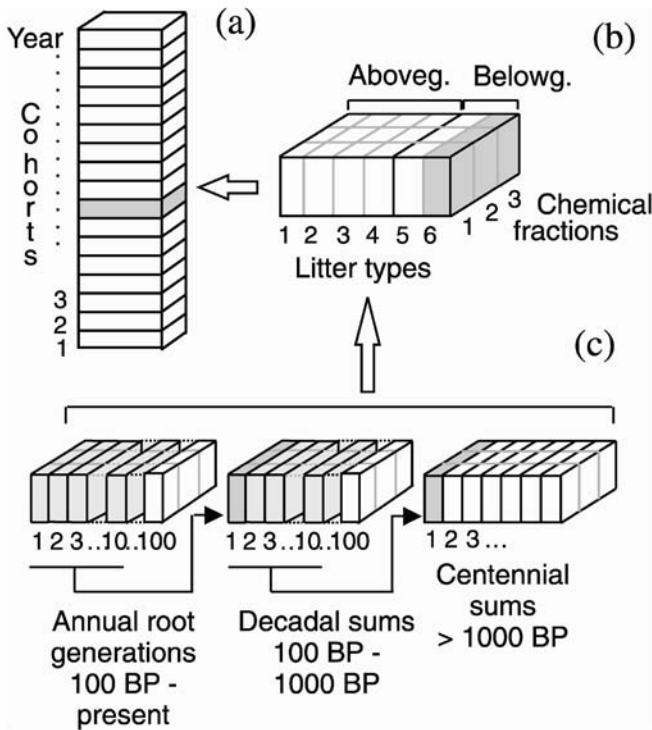 (a)
Year
Cohorts
3
2
1
(b)
Aboveg. Belowg.
1 2 3 4 5 6
Litter types
1 2 3
Chemical
fractions
(c)
1 2 3 ...10...100
Annual root
generations
100 BP -
present
1 2 3 ...10...100
Decadal sums
100 BP -
1000 BP
1 2 3 ...
Centennial
sums
> 1000 BP